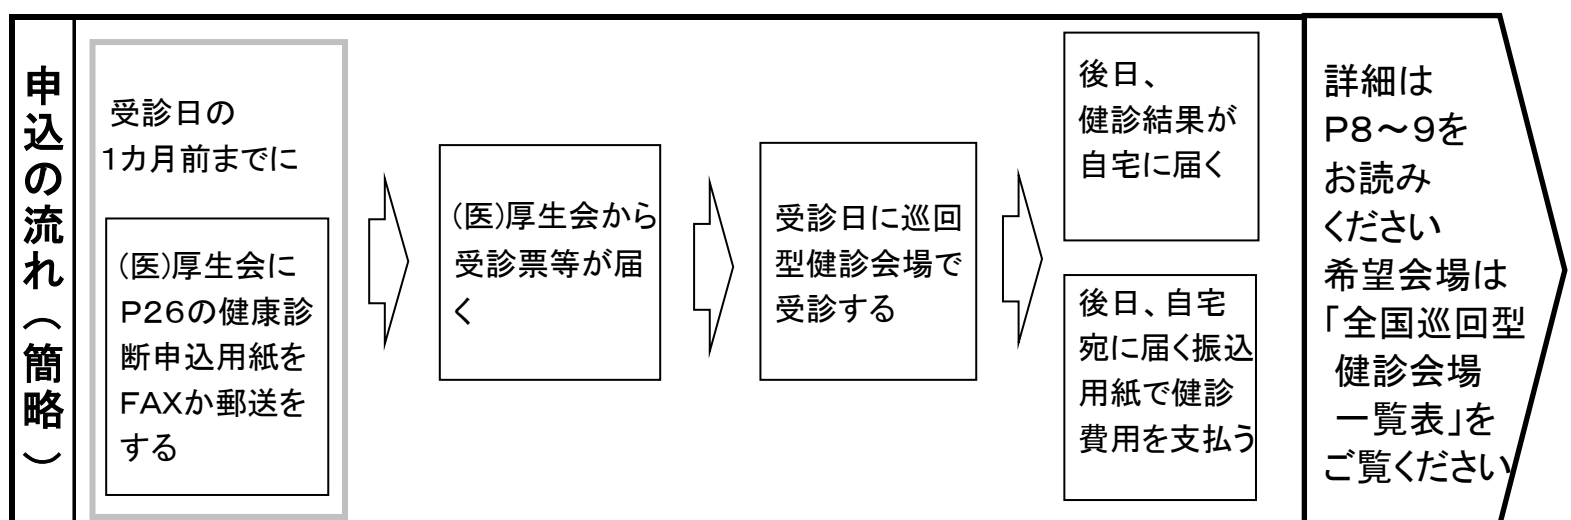 申込の流れ（簡略）
受診日の
1カ月前までに
(医)厚生会に
P26の健康診
断申込用紙を
FAXか郵送を
する
(医)厚生会から
受診票等が届
く
受診日に巡回
型健診会場で
受診する
後日、
健診結果が
自宅に届く
後日、自宅
宛に届く振込
用紙で健診
費用を支払う
詳細は
P8～9を
お読み
ください
希望会場は
「全国巡回型
健診会場
一覧表」を
ご覧ください